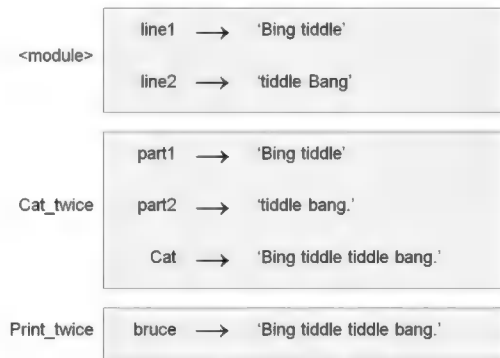 <module>
line1 → 'Bing tiddle'
line2 → 'tiddle Bang'
Cat_twice
part1 → 'Bing tiddle'
part2 → 'tiddle bang.'
Cat → 'Bing tiddle tiddle bang.'
Print_twice
bruce → 'Bing tiddle tiddle bang.'